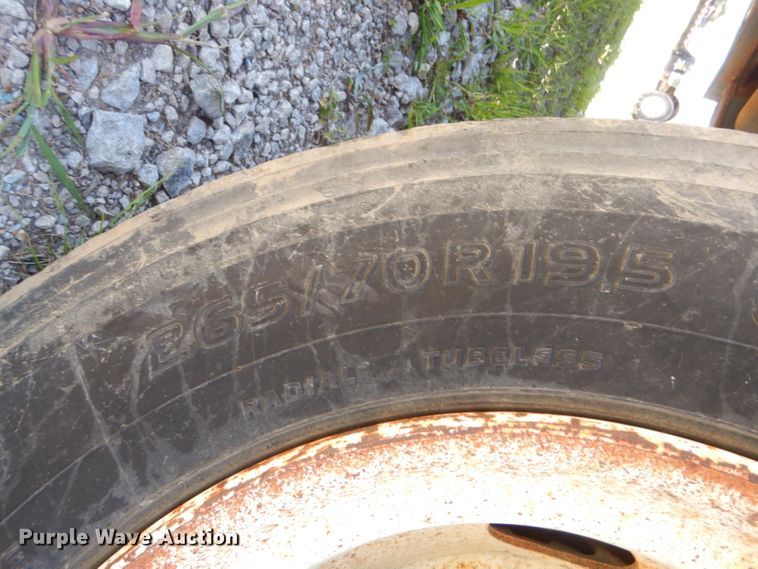 265/70R19.5
RADIAL TUBELESS
Purple Wave Auction